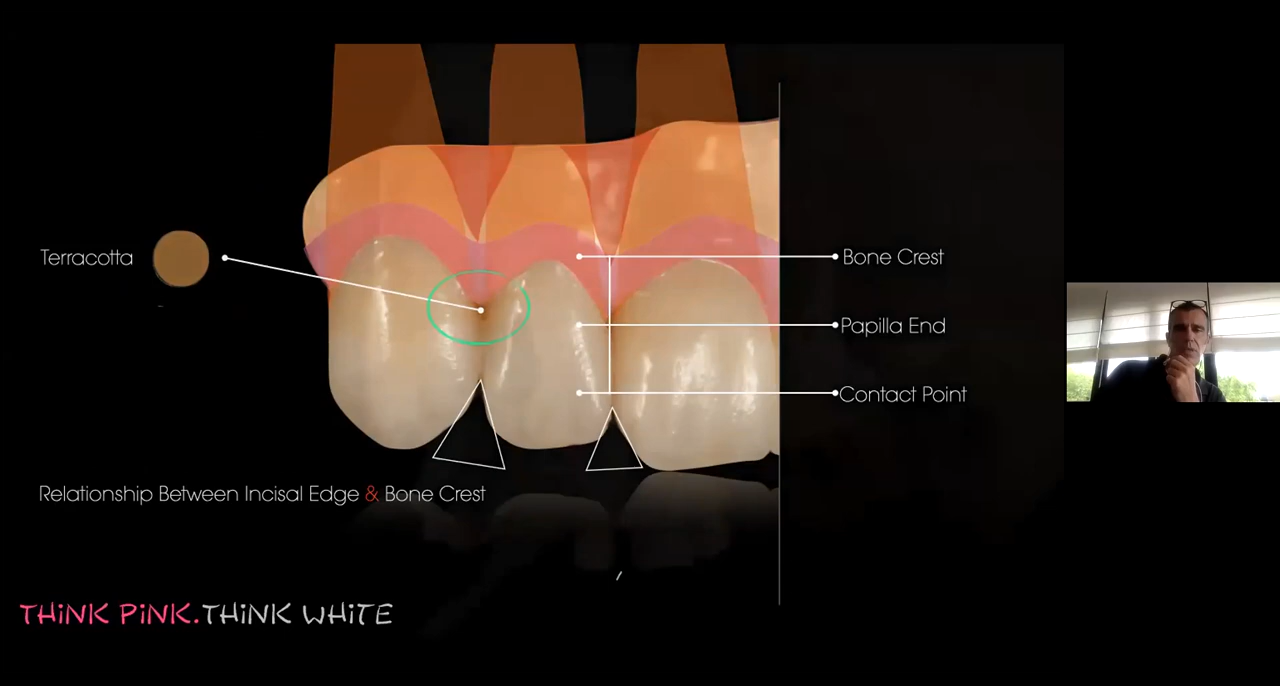 Terracotta
Bone Crest
Papilla End
Contact Point
Relationship Between Incisal Edge & Bone Crest
THiNK PiNK.THiNK WHiTE